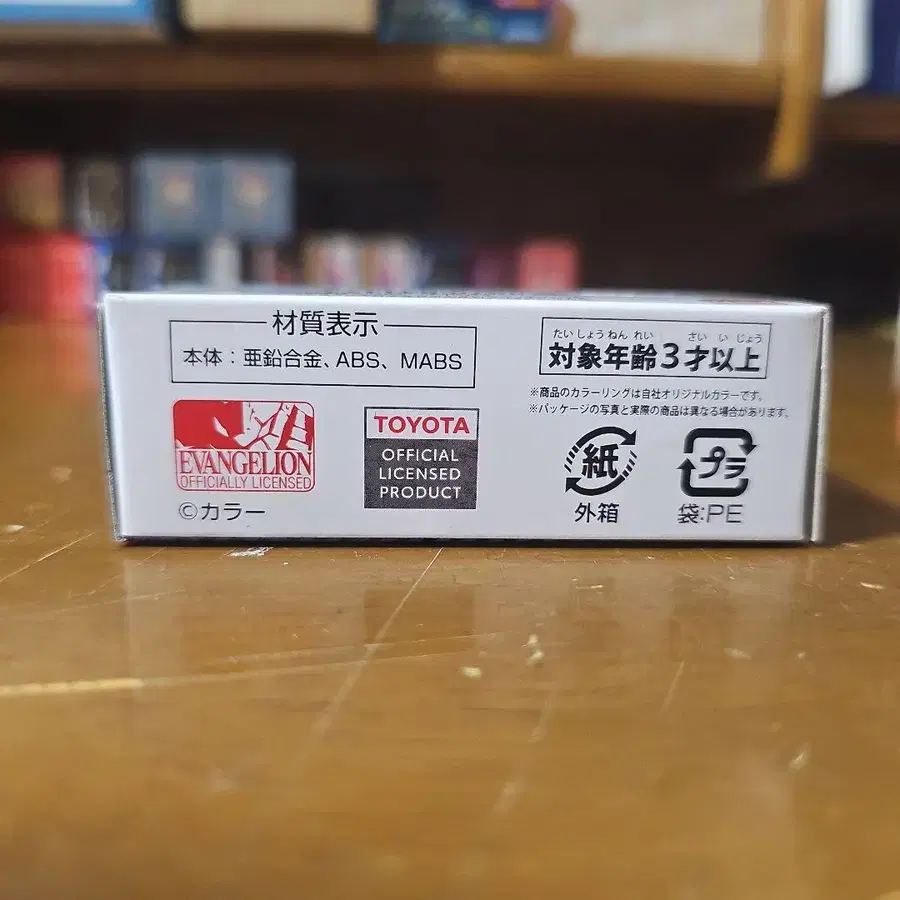 材質表示
本体：亜鉛合金、ABS、MABS
EVANGELION
OFFICIALLY LICENSED
©カラー
TOYOTA
OFFICIAL
LICENSED
PRODUCT
たいしょうねんれい さいいじょう
対象年齢3才以上
※商品のカラーリングは自社オリジナルカラーです。
※パッケージの写真と実際の商品は異なる場合があります。
紙
外箱
プラ
袋:PE